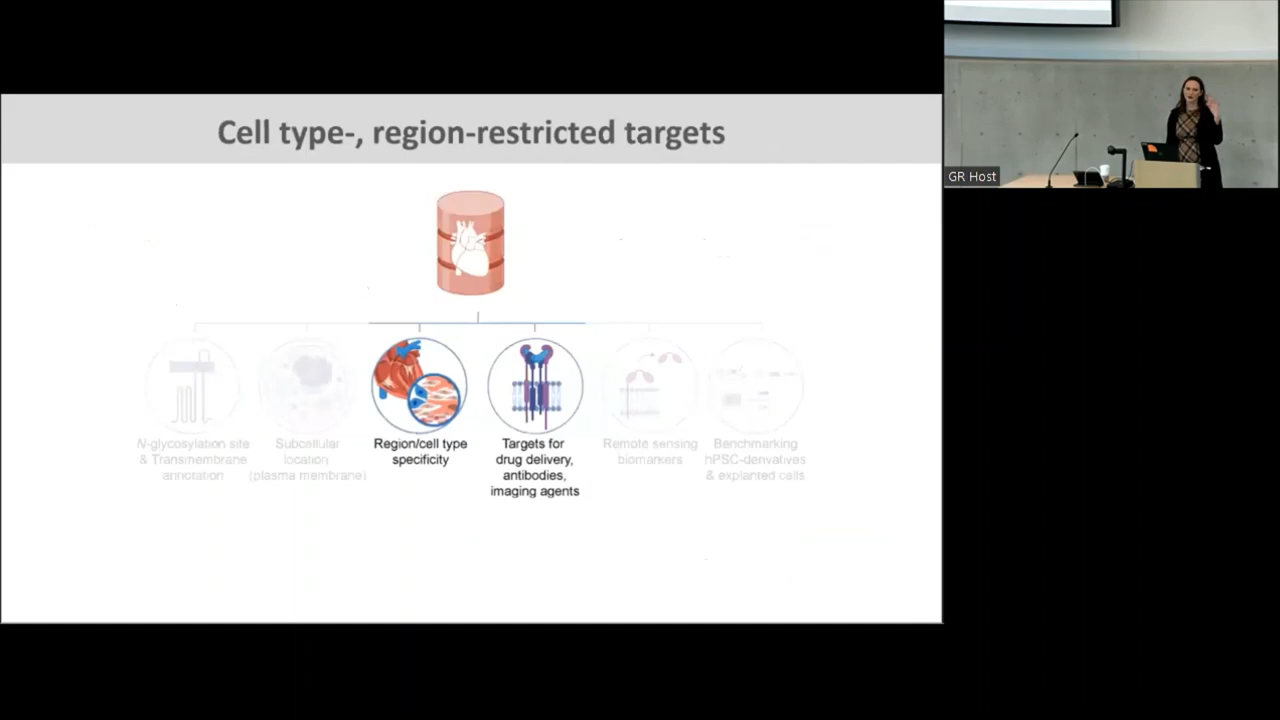 Cell type-, region-restricted targets
GR Host
N-glycosylation site
& Transmembrane
annotation
Subcellular
location
(plasma membrane)
Region/cell type
specificity
Targets for
drug delivery,
antibodies,
imaging agents
Remote sensing
biomarkers
Benchmarking
hPSC-derivatives
& explanted cells